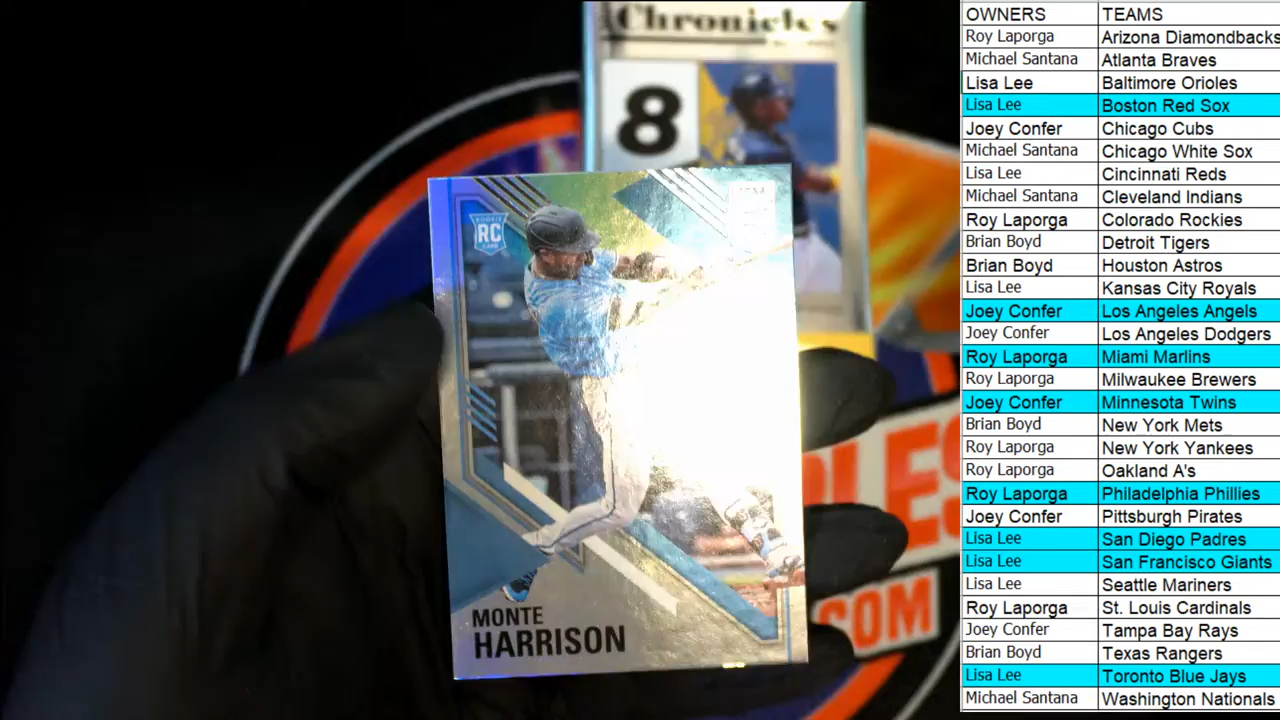 Chronicles
8
ROOKIE
RC
CARD
MONTE
HARRISON
LES
.COM
OWNERS TEAMS
Roy Laporga Arizona Diamondbacks
Michael Santana Atlanta Braves
Lisa Lee Baltimore Orioles
Lisa Lee Boston Red Sox
Joey Confer Chicago Cubs
Michael Santana Chicago White Sox
Lisa Lee Cincinnati Reds
Michael Santana Cleveland Indians
Roy Laporga Colorado Rockies
Brian Boyd Detroit Tigers
Brian Boyd Houston Astros
Lisa Lee Kansas City Royals
Joey Confer Los Angeles Angels
Joey Confer Los Angeles Dodgers
Roy Laporga Miami Marlins
Roy Laporga Milwaukee Brewers
Joey Confer Minnesota Twins
Brian Boyd New York Mets
Roy Laporga New York Yankees
Roy Laporga Oakland A's
Roy Laporga Philadelphia Phillies
Joey Confer Pittsburgh Pirates
Lisa Lee San Diego Padres
Lisa Lee San Francisco Giants
Lisa Lee Seattle Mariners
Roy Laporga St. Louis Cardinals
Joey Confer Tampa Bay Rays
Brian Boyd Texas Rangers
Lisa Lee Toronto Blue Jays
Michael Santana Washington Nationals